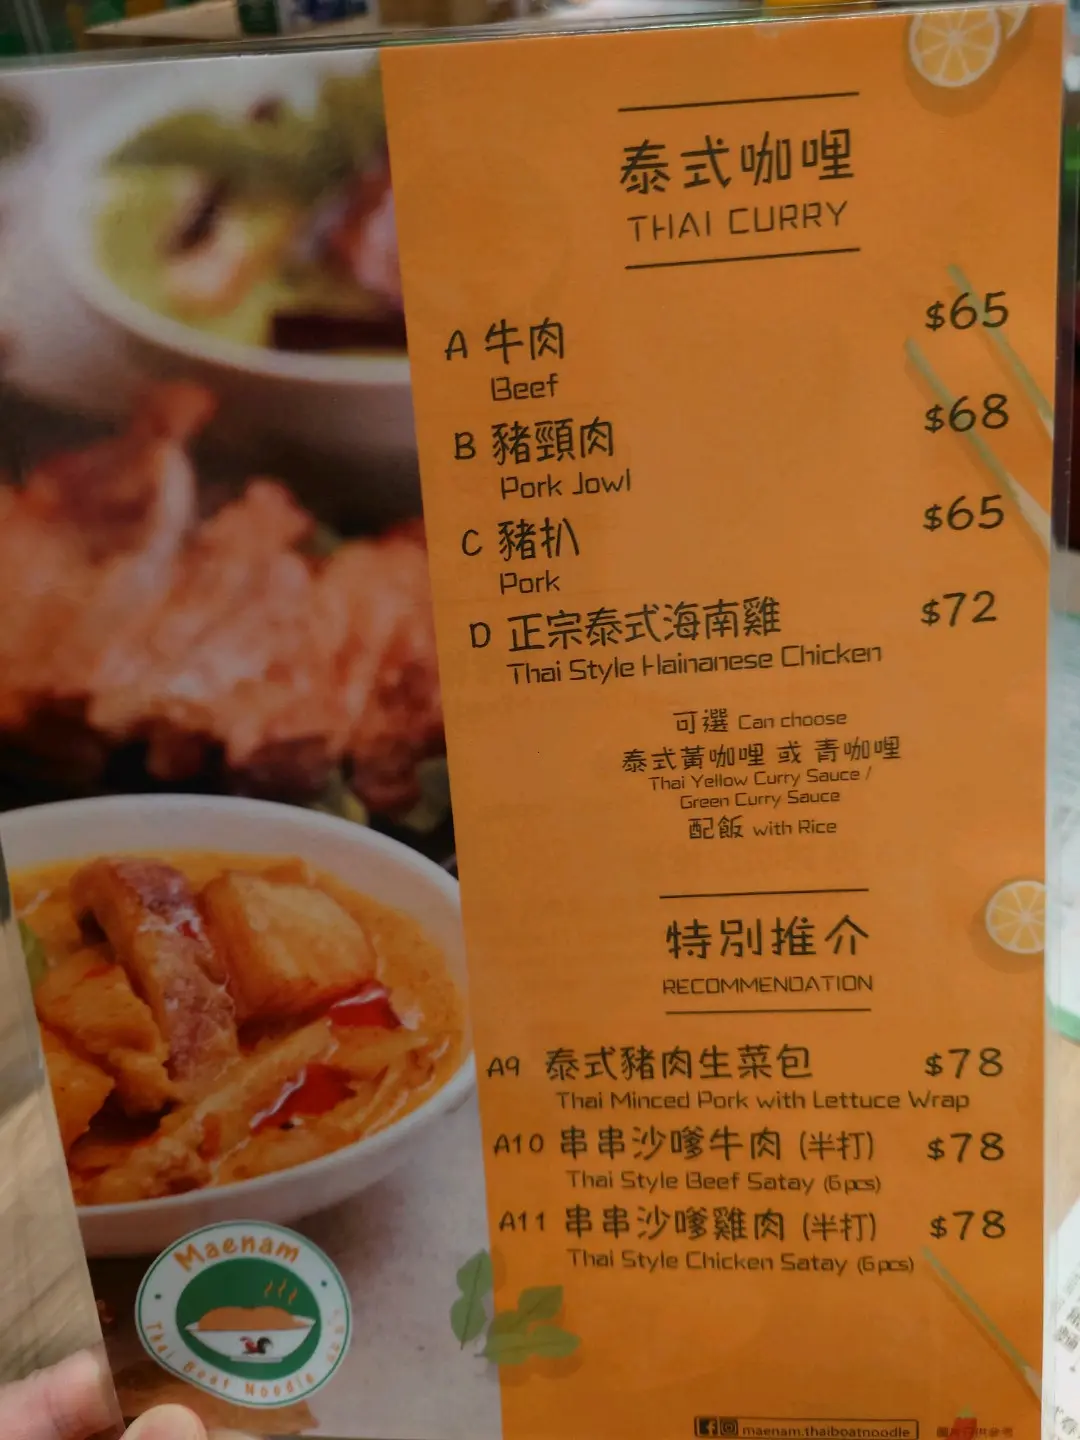 泰式咖哩
THAI CURRY
A 牛肉 $65
Beef
B 豬頸肉 $68
Pork Jowl
C 豬扒 $65
Pork
D 正宗泰式海南雞 $72
Thai Style Hainanese Chicken
可選 Can choose
泰式黃咖哩 或 青咖哩
Thai Yellow Curry Sauce /
Green Curry Sauce
配飯 with Rice
特別推介
RECOMMENDATION
A9 泰式豬肉生菜包 $78
Thai Minced Pork with Lettuce Wrap
A10 串串沙嗲牛肉 (半打) $78
Thai Style Beef Satay (6 pcs)
A11 串串沙嗲雞肉 (半打) $78
Thai Style Chicken Satay (6 pcs)
Maenam
Thai Boat Noodle
maenam.thaiboatnoodle